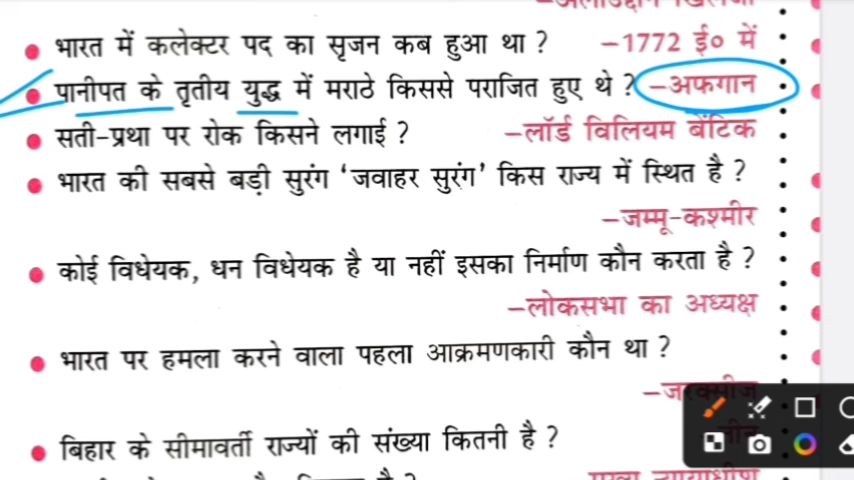 भारत में कलेक्टर पद का सृजन कब हुआ था ? –1772 ई० में
पानीपत के तृतीय युद्ध में मराठे किससे पराजित हुए थे ? –अफगान
सती-प्रथा पर रोक किसने लगाई ? –लॉर्ड विलियम बेंटिक
भारत की सबसे बड़ी सुरंग ‘जवाहर सुरंग’ किस राज्य में स्थित है ?
–जम्मू-कश्मीर
कोई विधेयक, धन विधेयक है या नहीं इसका निर्माण कौन करता है ?
–लोकसभा का अध्यक्ष
भारत पर हमला करने वाला पहला आक्रमणकारी कौन था ?
बिहार के सीमावर्ती राज्यों की संख्या कितनी है ? तीन